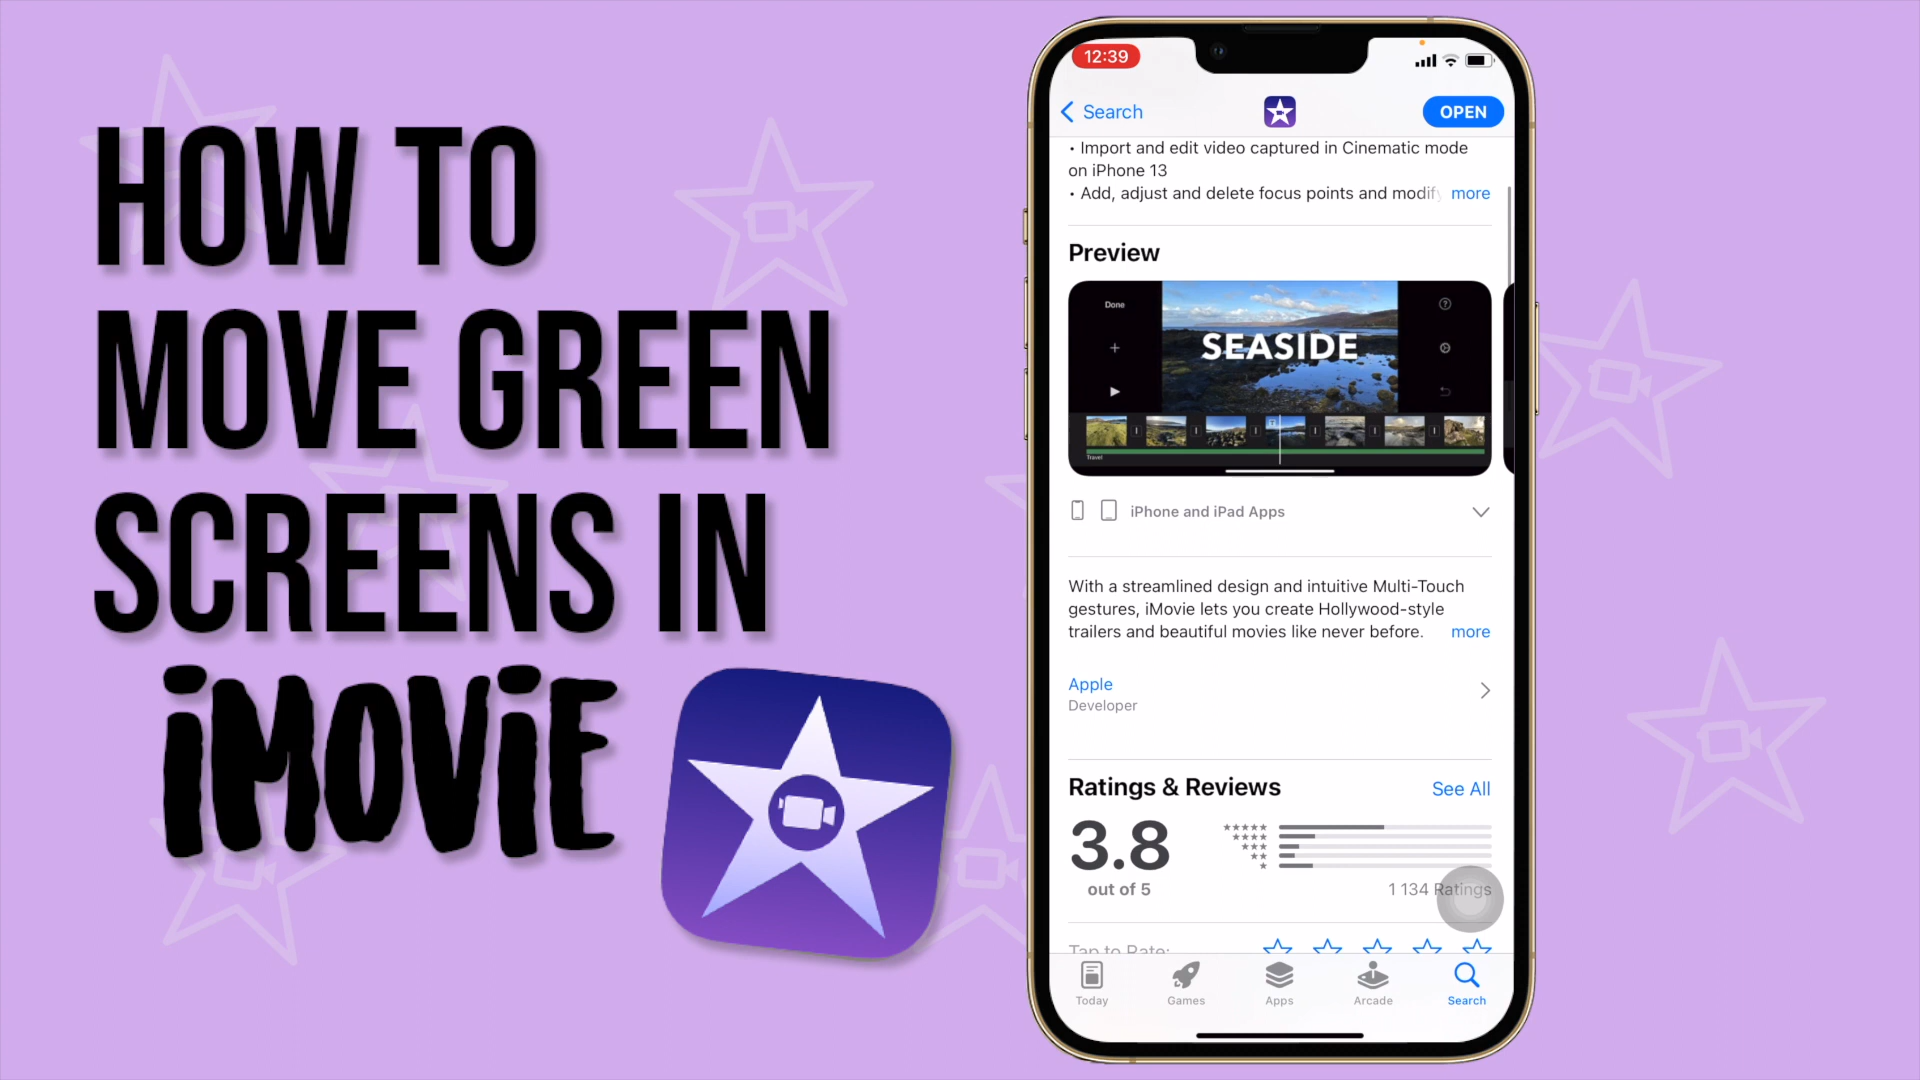 HOW TO
MOVE GREEN
SCREENS IN
iMOViE
12:39
Search
OPEN
• Import and edit video captured in Cinematic mode
on iPhone 13
• Add, adjust and delete focus points and modify more
Preview
Done
SEASIDE
Travel
iPhone and iPad Apps
With a streamlined design and intuitive Multi-Touch
gestures, iMovie lets you create Hollywood-style
trailers and beautiful movies like never before. more
Apple
Developer
Ratings & Reviews
See All
3.8
out of 5
1 134 Ratings
Tap to Rate:
Today
Games
Apps
Arcade
Search